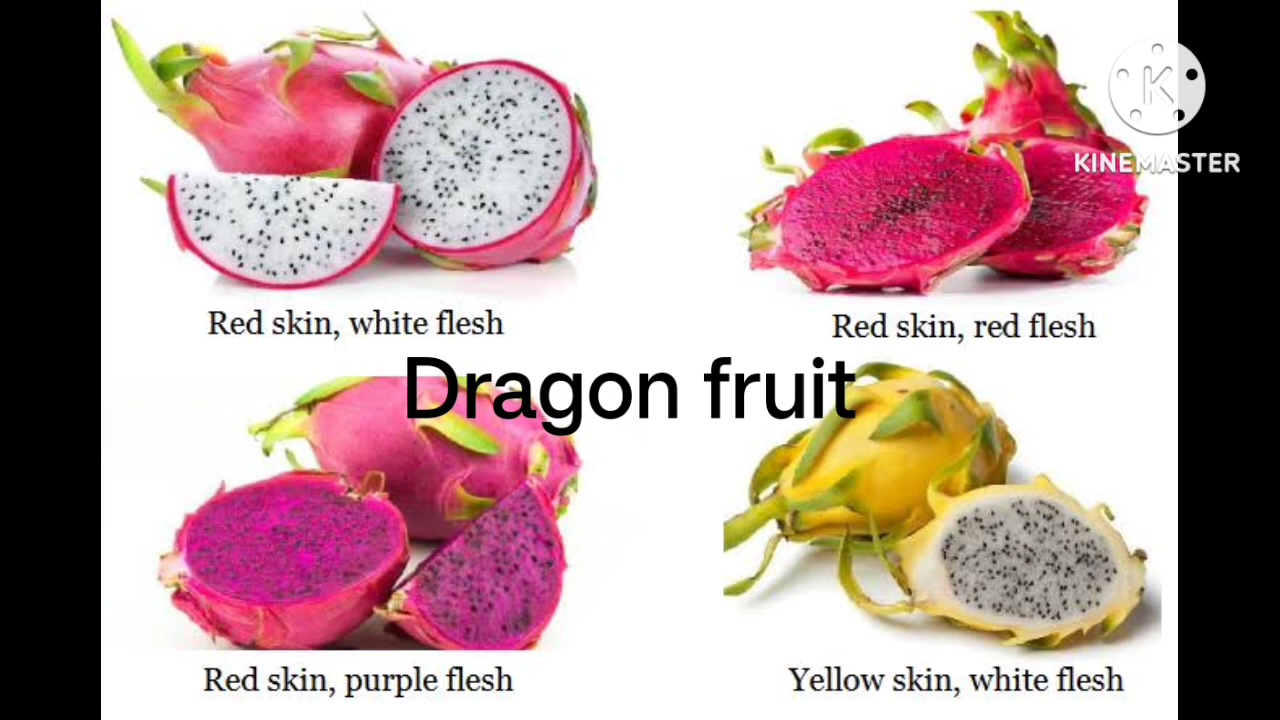 K
KINEMASTER
Red skin, white flesh
Red skin, red flesh
Dragon fruit
Red skin, purple flesh
Yellow skin, white flesh